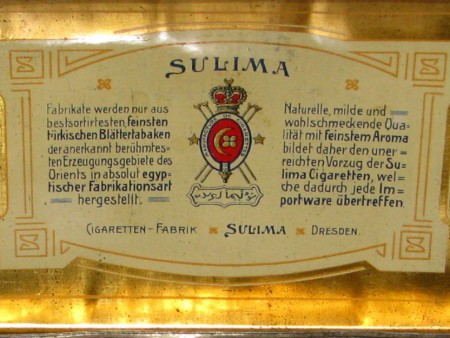 SULIMA
Fabrikate werden nur aus
bestsortirtesten, feinsten
türkischen Blättertabaken
der anerkannt berühmtes=
ten Erzeugungsgebiete des
Orients in absolut egyp=
tischer Fabrikationsart
hergestellt.
Naturelle, milde und
wohlschmeckende Qua=
lität mit feinstem Aroma
bildet daher den uner=
reichten Vorzug der Su=
lima Cigaretten, wel=
che dadurch jede Im=
portware übertreffen.
CIGARETTEN-FABRIK SULIMA DRESDEN.